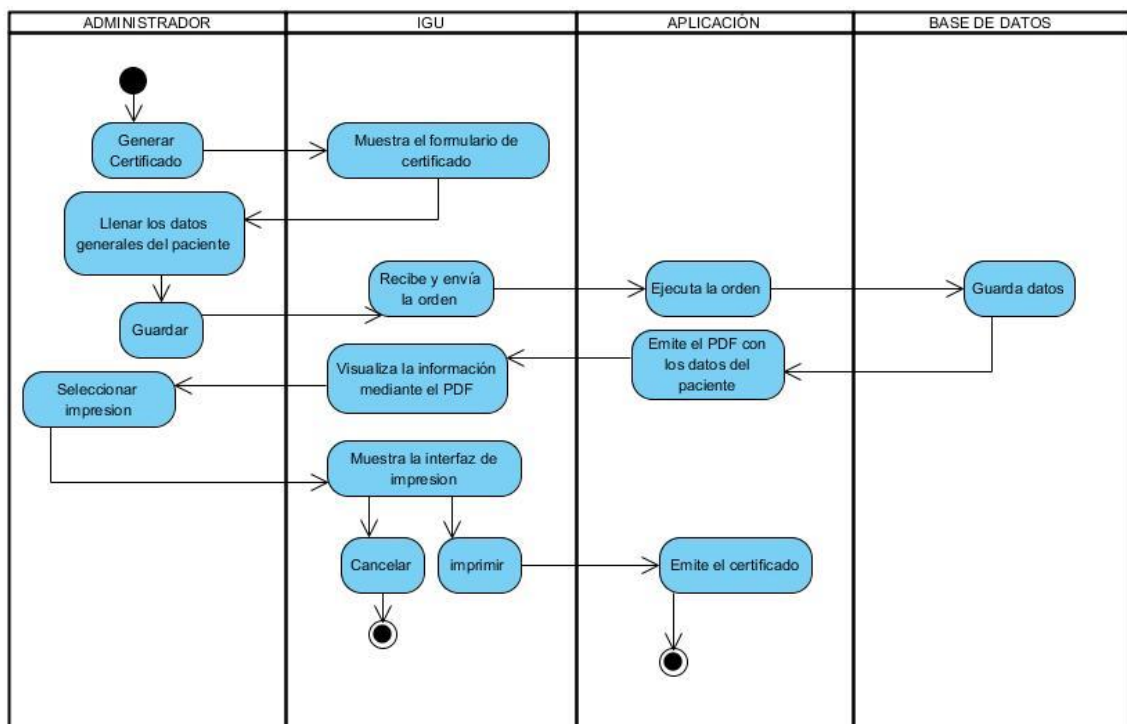 ADMINISTRADOR
IGU
APLICACIÓN
BASE DE DATOS
Generar
Certificado
Muestra el formulario de
certificado
Llenar los datos
generales del paciente
Guardar
Recibe y envía
la orden
Ejecuta la orden
Guarda datos
Emite el PDF con
los datos del
paciente
Visualiza la información
mediante el PDF
Seleccionar
impresion
Muestra la interfaz de
impresion
Cancelar
imprimir
Emite el certificado